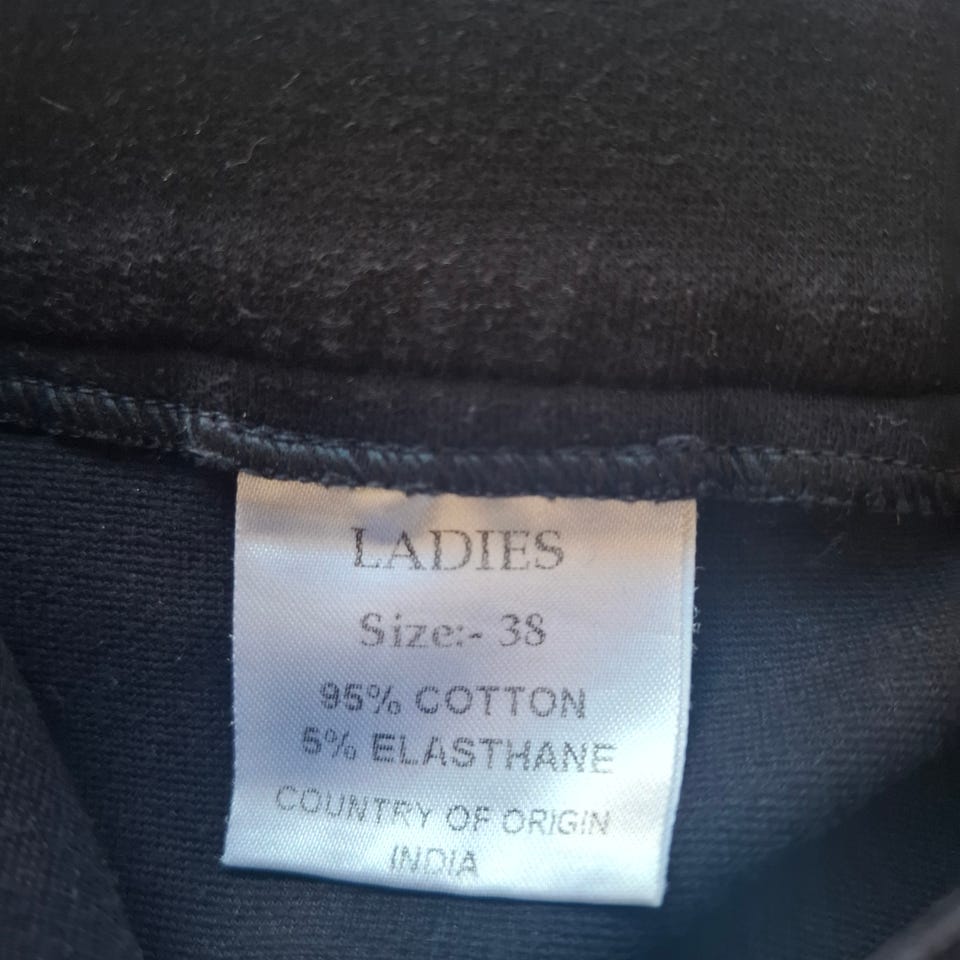 LADIES
Size:- 38
95% COTTON
5% ELASTHANE
COUNTRY OF ORIGIN
INDIA